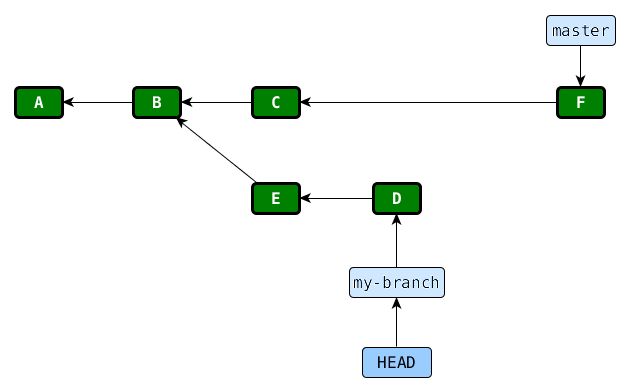 master
A B C F
E D
my-branch
HEAD